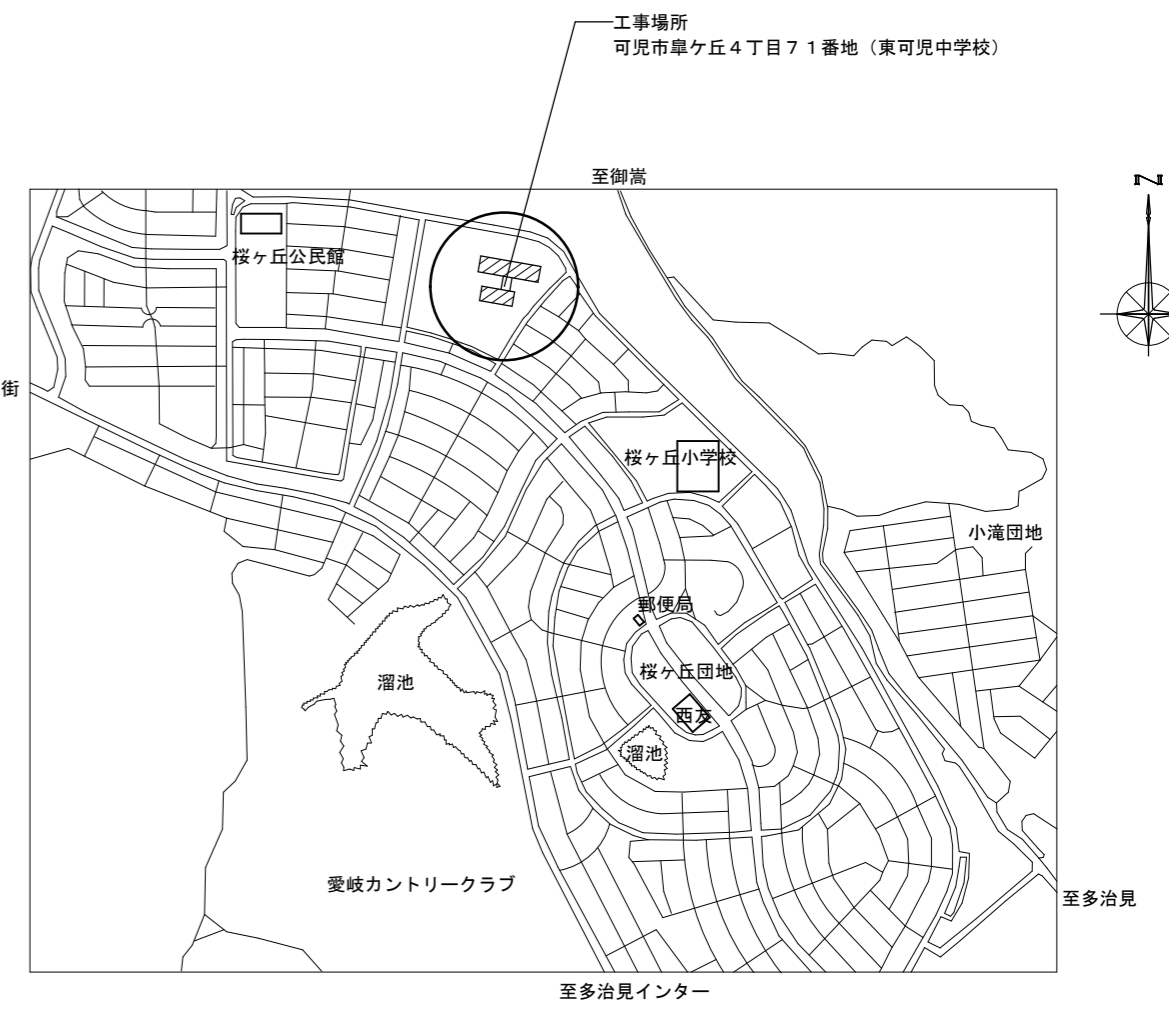 工事場所
可児市皐ケ丘４丁目７１番地（東可児中学校）
至御嵩
N
桜ヶ丘公民館
街
桜ヶ丘小学校
小滝団地
郵便局
桜ヶ丘団地
溜池
西友
溜池
愛岐カントリークラブ
至多治見
至多治見インター